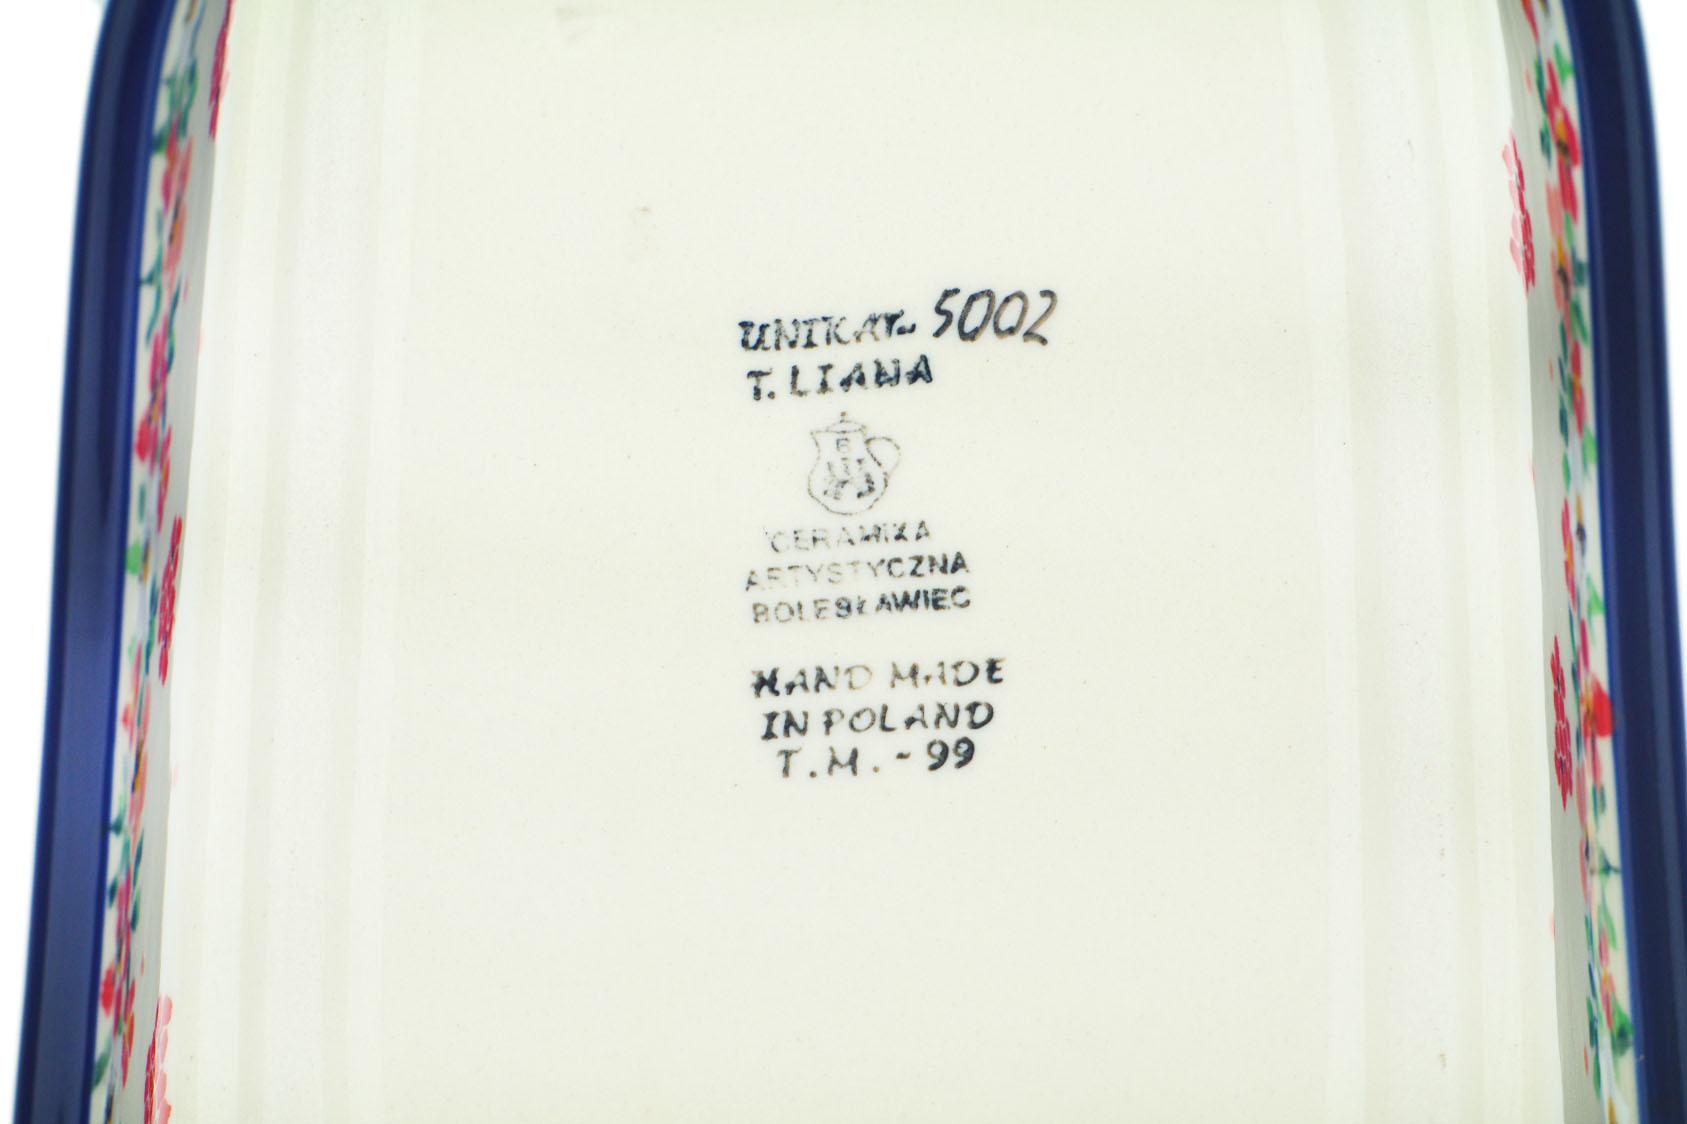 UNIKAT- 5002
T. LIANA
B
CERAMIKA
ARTYSTYCZNA
BOLESŁAWIEC
HAND MADE
IN POLAND
T.M.-99